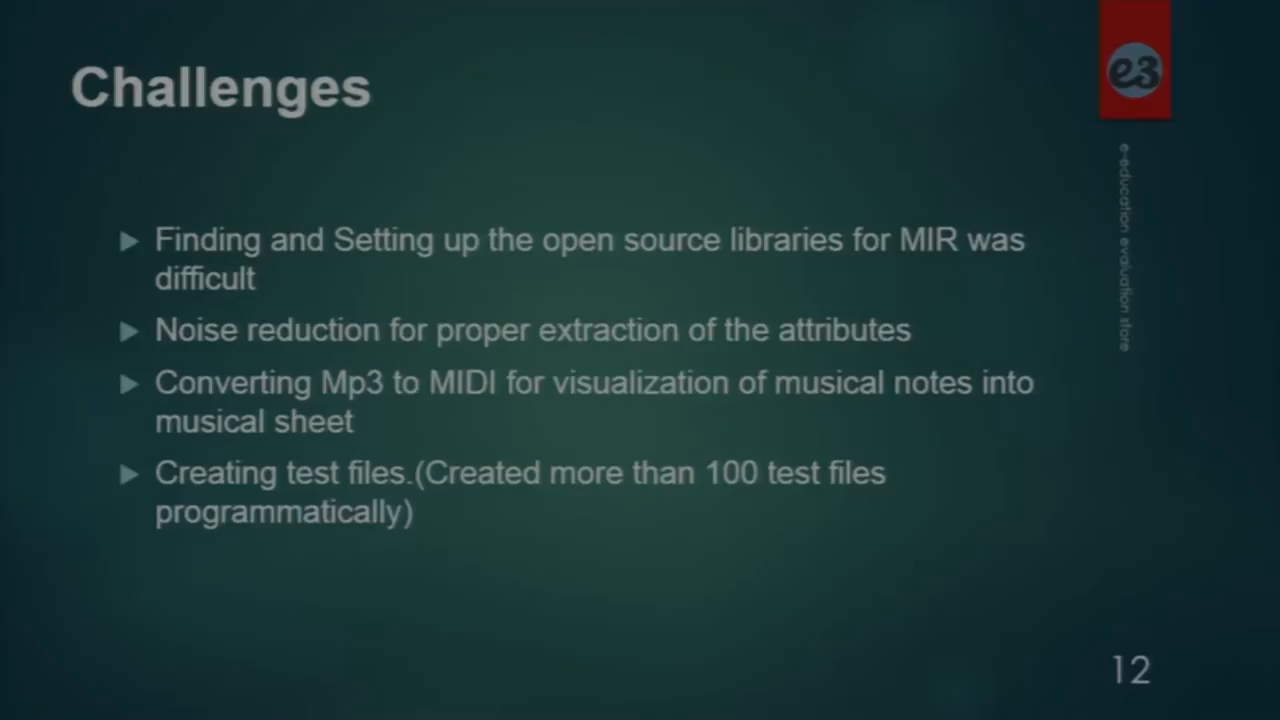 Challenges
e3
e-education evaluation store
Finding and Setting up the open source libraries for MIR was
difficult
Noise reduction for proper extraction of the attributes
Converting Mp3 to MIDI for visualization of musical notes into
musical sheet
Creating test files.(Created more than 100 test files
programmatically)
12